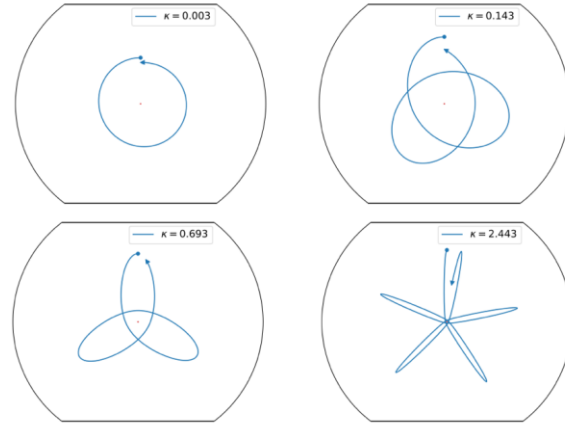 κ = 0.003
κ = 0.143
κ = 0.693
κ = 2.443